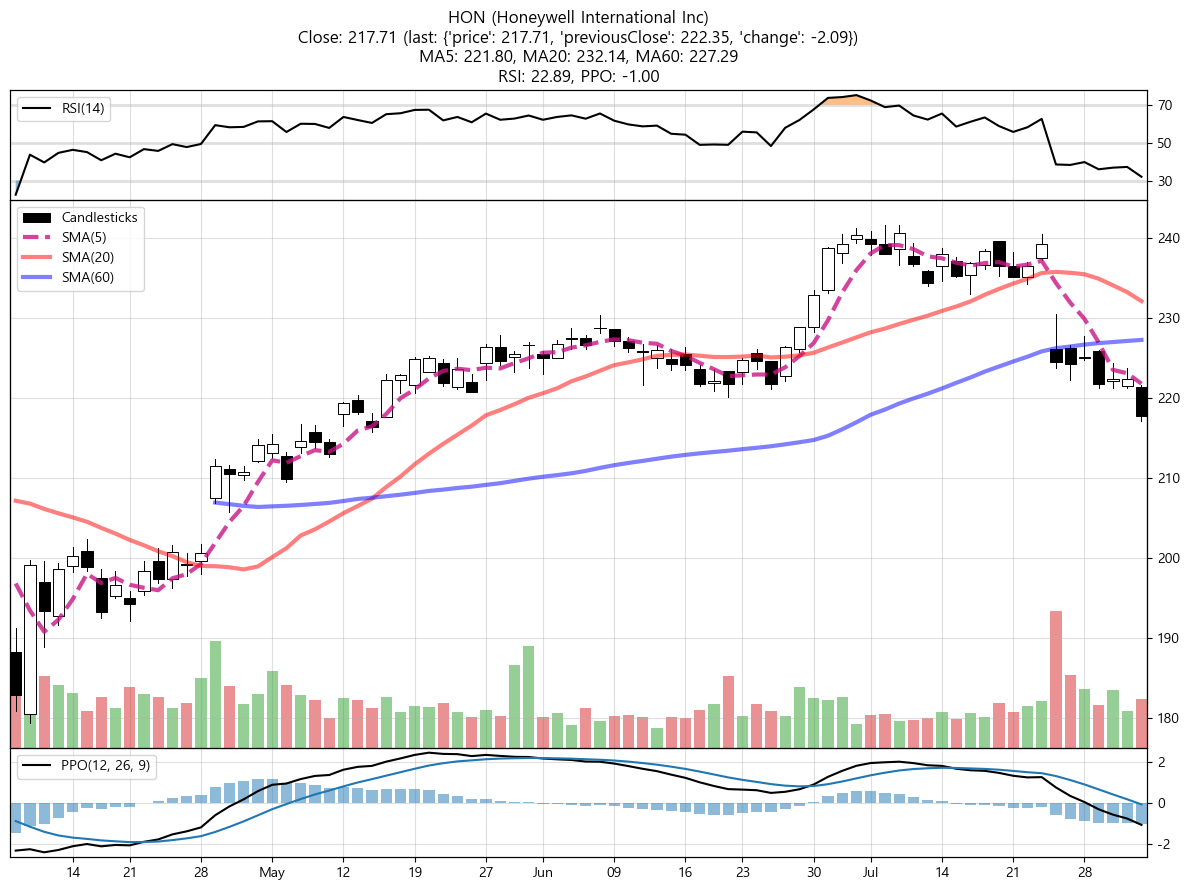 HON (Honeywell International Inc)
Close: 217.71 (last: {'price': 217.71, 'previousClose': 222.35, 'change': -2.09})
MA5: 221.80, MA20: 232.14, MA60: 227.29
RSI: 22.89, PPO: -1.00
RSI(14)
70
50
30
Candlesticks
SMA(5)
SMA(20)
SMA(60)
240
230
220
210
200
190
180
PPO(12, 26, 9)
2
0
-2
14 21 28 May 12 19 27 Jun 09 16 23 30 Jul 14 21 28